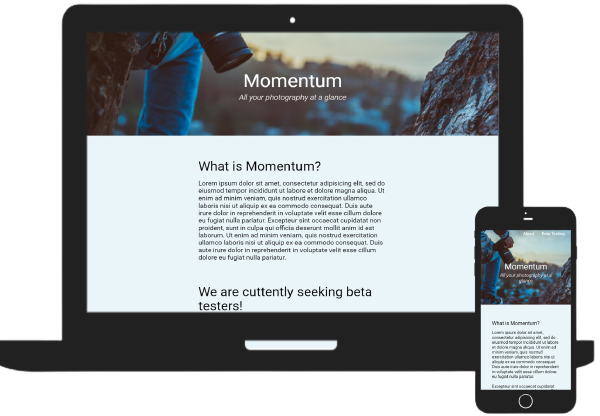 Momentum
All your photography at a glance
What is Momentum?
Lorem ipsum dolor sit amet, consectetur adipisicing elit, sed do
eiusmod tempor incididunt ut labore et dolore magna aliqua. Ut
enim ad minim veniam, quis nostrud exercitation ullamco
laboris nisi ut aliquip ex ea commodo consequat. Duis aute
irure dolor in reprehenderit in voluptate velit esse cillum dolore
eu fugiat nulla pariatur. Excepteur sint occaecat cupidatat non
proident, sunt in culpa qui officia deserunt mollit anim id est
laborum. Ut enim ad minim veniam, quis nostrud exercitation
ullamco laboris nisi ut aliquip ex ea commodo consequat. Duis
aute irure dolor in reprehenderit in voluptate velit esse cillum
dolore eu fugiat nulla pariatur.
We are cuttently seeking beta
testers!
About Beta Testing
Momentum
All your photography at a
glance
What is Momentum?
Lorem ipsum dolor sit amet,
consectetur adipisicing elit, sed
do eiusmod tempor incididunt ut
labore et dolore magna aliqua. Ut
enim ad minim veniam, quis
nostrud exercitation ullamco
laboris nisi ut aliquip ex ea
commodo consequat. Duis aute
irure dolor in reprehenderit in
voluptate velit esse cillum dolore
eu fugiat nulla pariatur.
Excepteur sint occaecat cupidatat